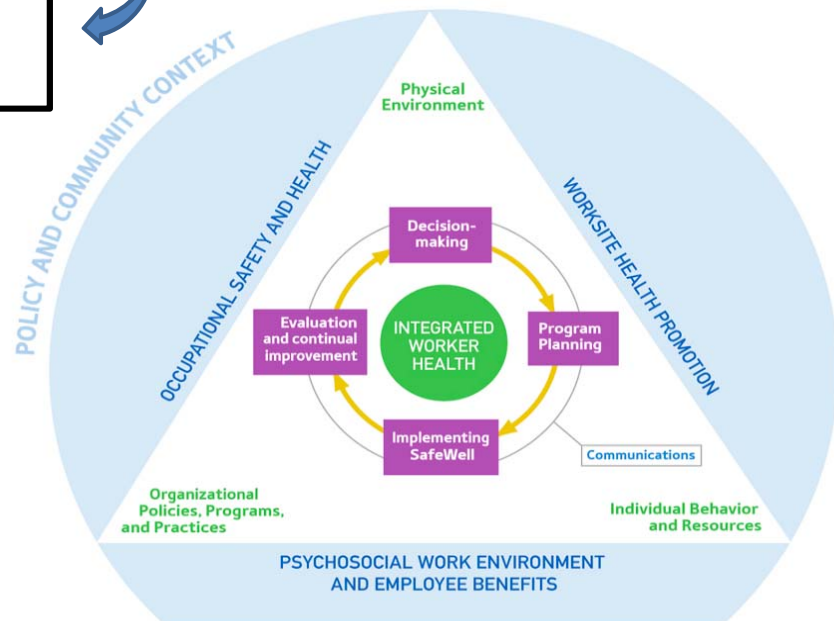 POLICY AND COMMUNITY CONTEXT
Physical
Environment
OCCUPATIONAL SAFETY AND HEALTH
WORKSITE HEALTH PROMOTION
Decision-
making
Evaluation
and continual
improvement
INTEGRATED
WORKER
HEALTH
Program
Planning
Implementing
SafeWell
Communications
Organizational
Policies, Programs,
and Practices
Individual Behavior
and Resources
PSYCHOSOCIAL WORK ENVIRONMENT
AND EMPLOYEE BENEFITS